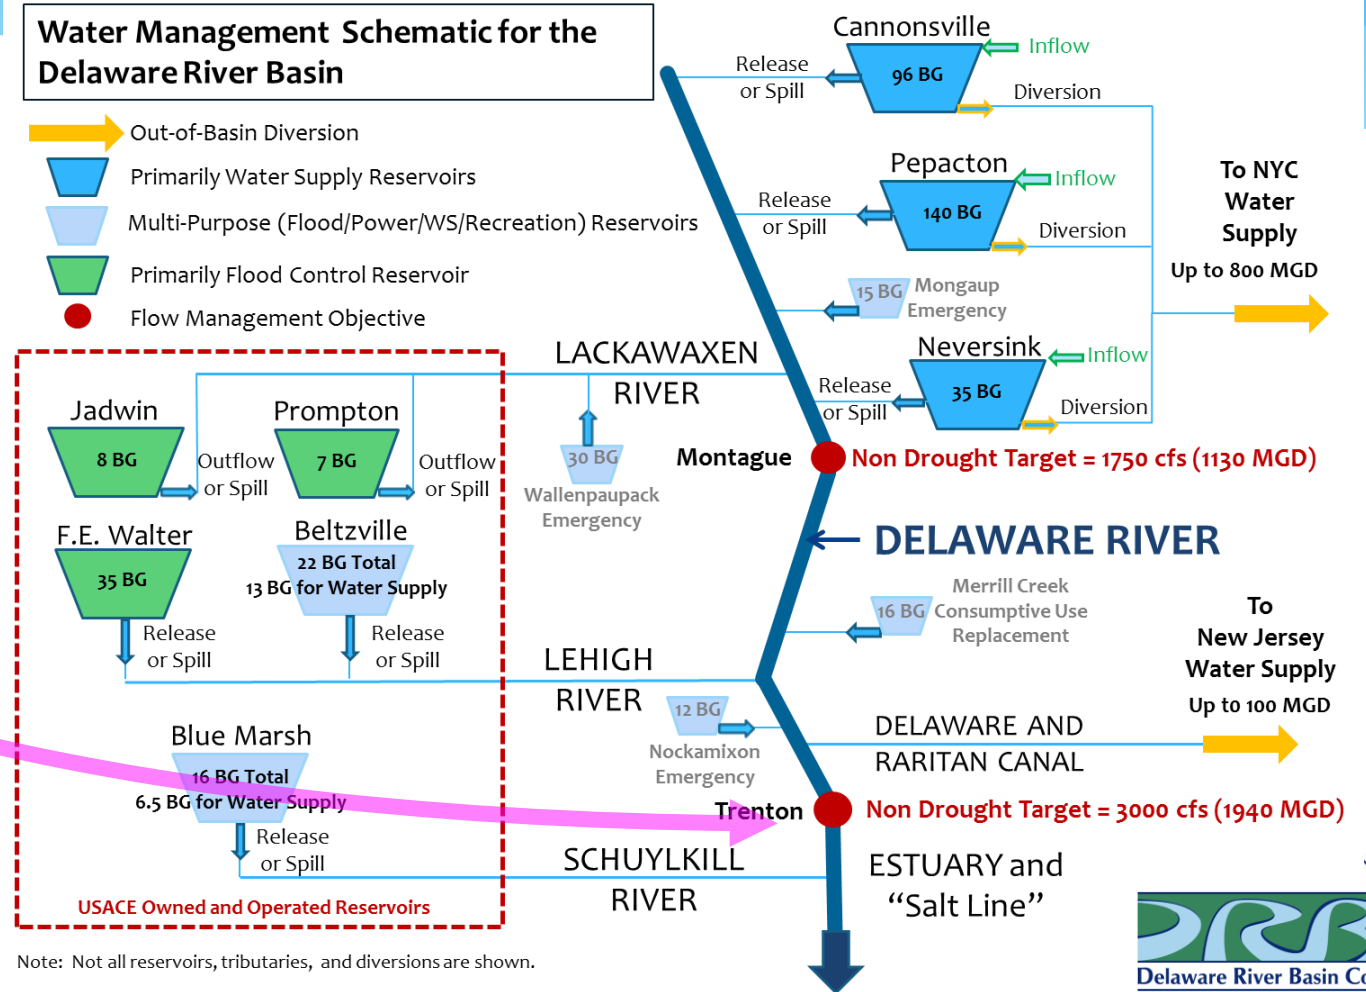 Water Management Schematic for the
Delaware River Basin
Out-of-Basin Diversion
Primarily Water Supply Reservoirs
Multi-Purpose (Flood/Power/WS/Recreation) Reservoirs
Primarily Flood Control Reservoir
Flow Management Objective
Cannonsville
96 BG
Inflow
Release
or Spill
Diversion
Pepacton
140 BG
Inflow
Release
or Spill
Diversion
To NYC
Water
Supply
Up to 800 MGD
15 BG
Mongaup
Emergency
Neversink
35 BG
Inflow
Release
or Spill
Diversion
LACKAWAXEN
RIVER
Jadwin
8 BG
Outflow
or Spill
Prompton
7 BG
Outflow
or Spill
30 BG
Wallenpaupack
Emergency
Montague
Non Drought Target = 1750 cfs (1130 MGD)
F.E. Walter
35 BG
Release
or Spill
Beltzville
22 BG Total
13 BG for Water Supply
Release
or Spill
DELAWARE RIVER
16 BG
Merrill Creek
Consumptive Use
Replacement
LEHIGH
RIVER
To
New Jersey
Water Supply
Up to 100 MGD
12 BG
Nockamixon
Emergency
DELAWARE AND
RARITAN CANAL
Blue Marsh
16 BG Total
6.5 BG for Water Supply
Release
or Spill
Trenton
Non Drought Target = 3000 cfs (1940 MGD)
SCHUYLKILL
RIVER
ESTUARY and
“Salt Line”
USACE Owned and Operated Reservoirs
Note: Not all reservoirs, tributaries, and diversions are shown.
DRB
Delaware River Basin Co